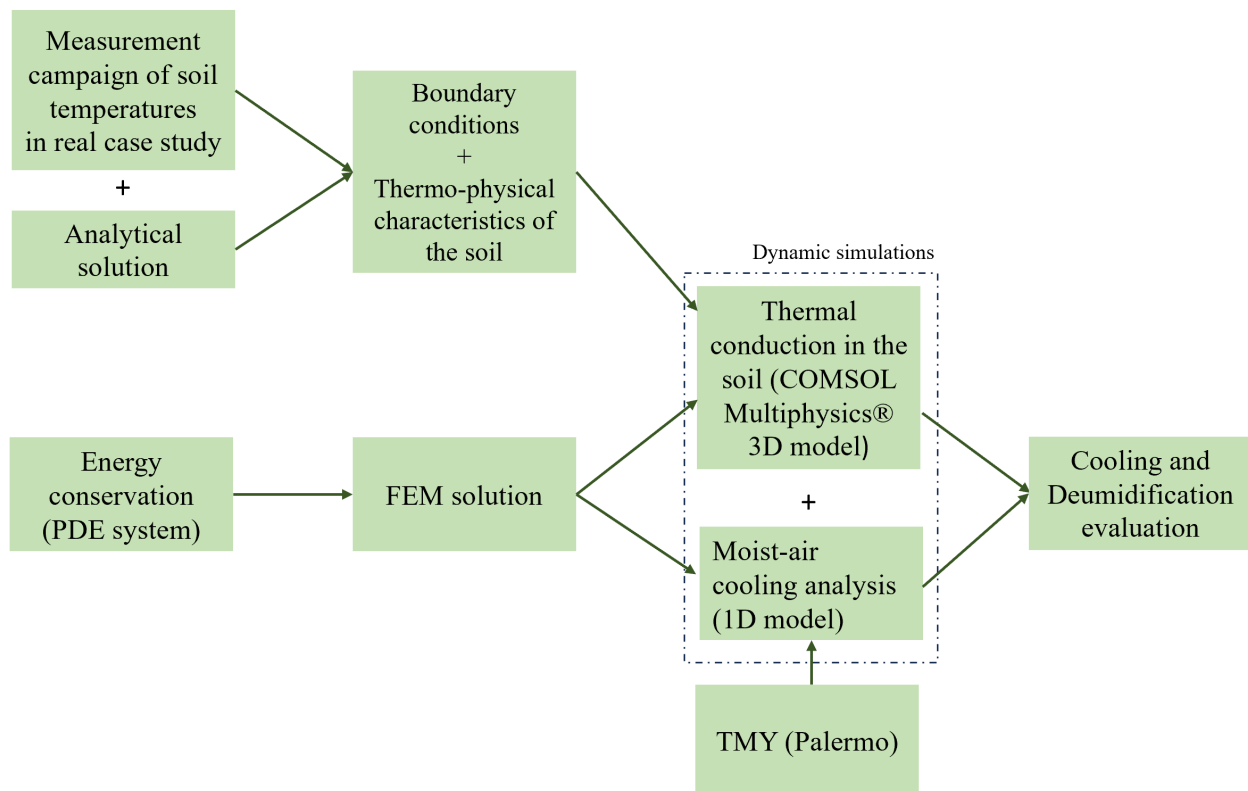 Measurement
campaign of soil
temperatures
in real case study
+
Analytical
solution
Boundary
conditions
+
Thermo-physical
characteristics of
the soil
Dynamic simulations
Thermal
conduction in the
soil (COMSOL
Multiphysics®
3D model)
+
Moist-air
cooling analysis
(1D model)
Energy
conservation
(PDE system)
FEM solution
Cooling and
Deumidification
evaluation
TMY (Palermo)